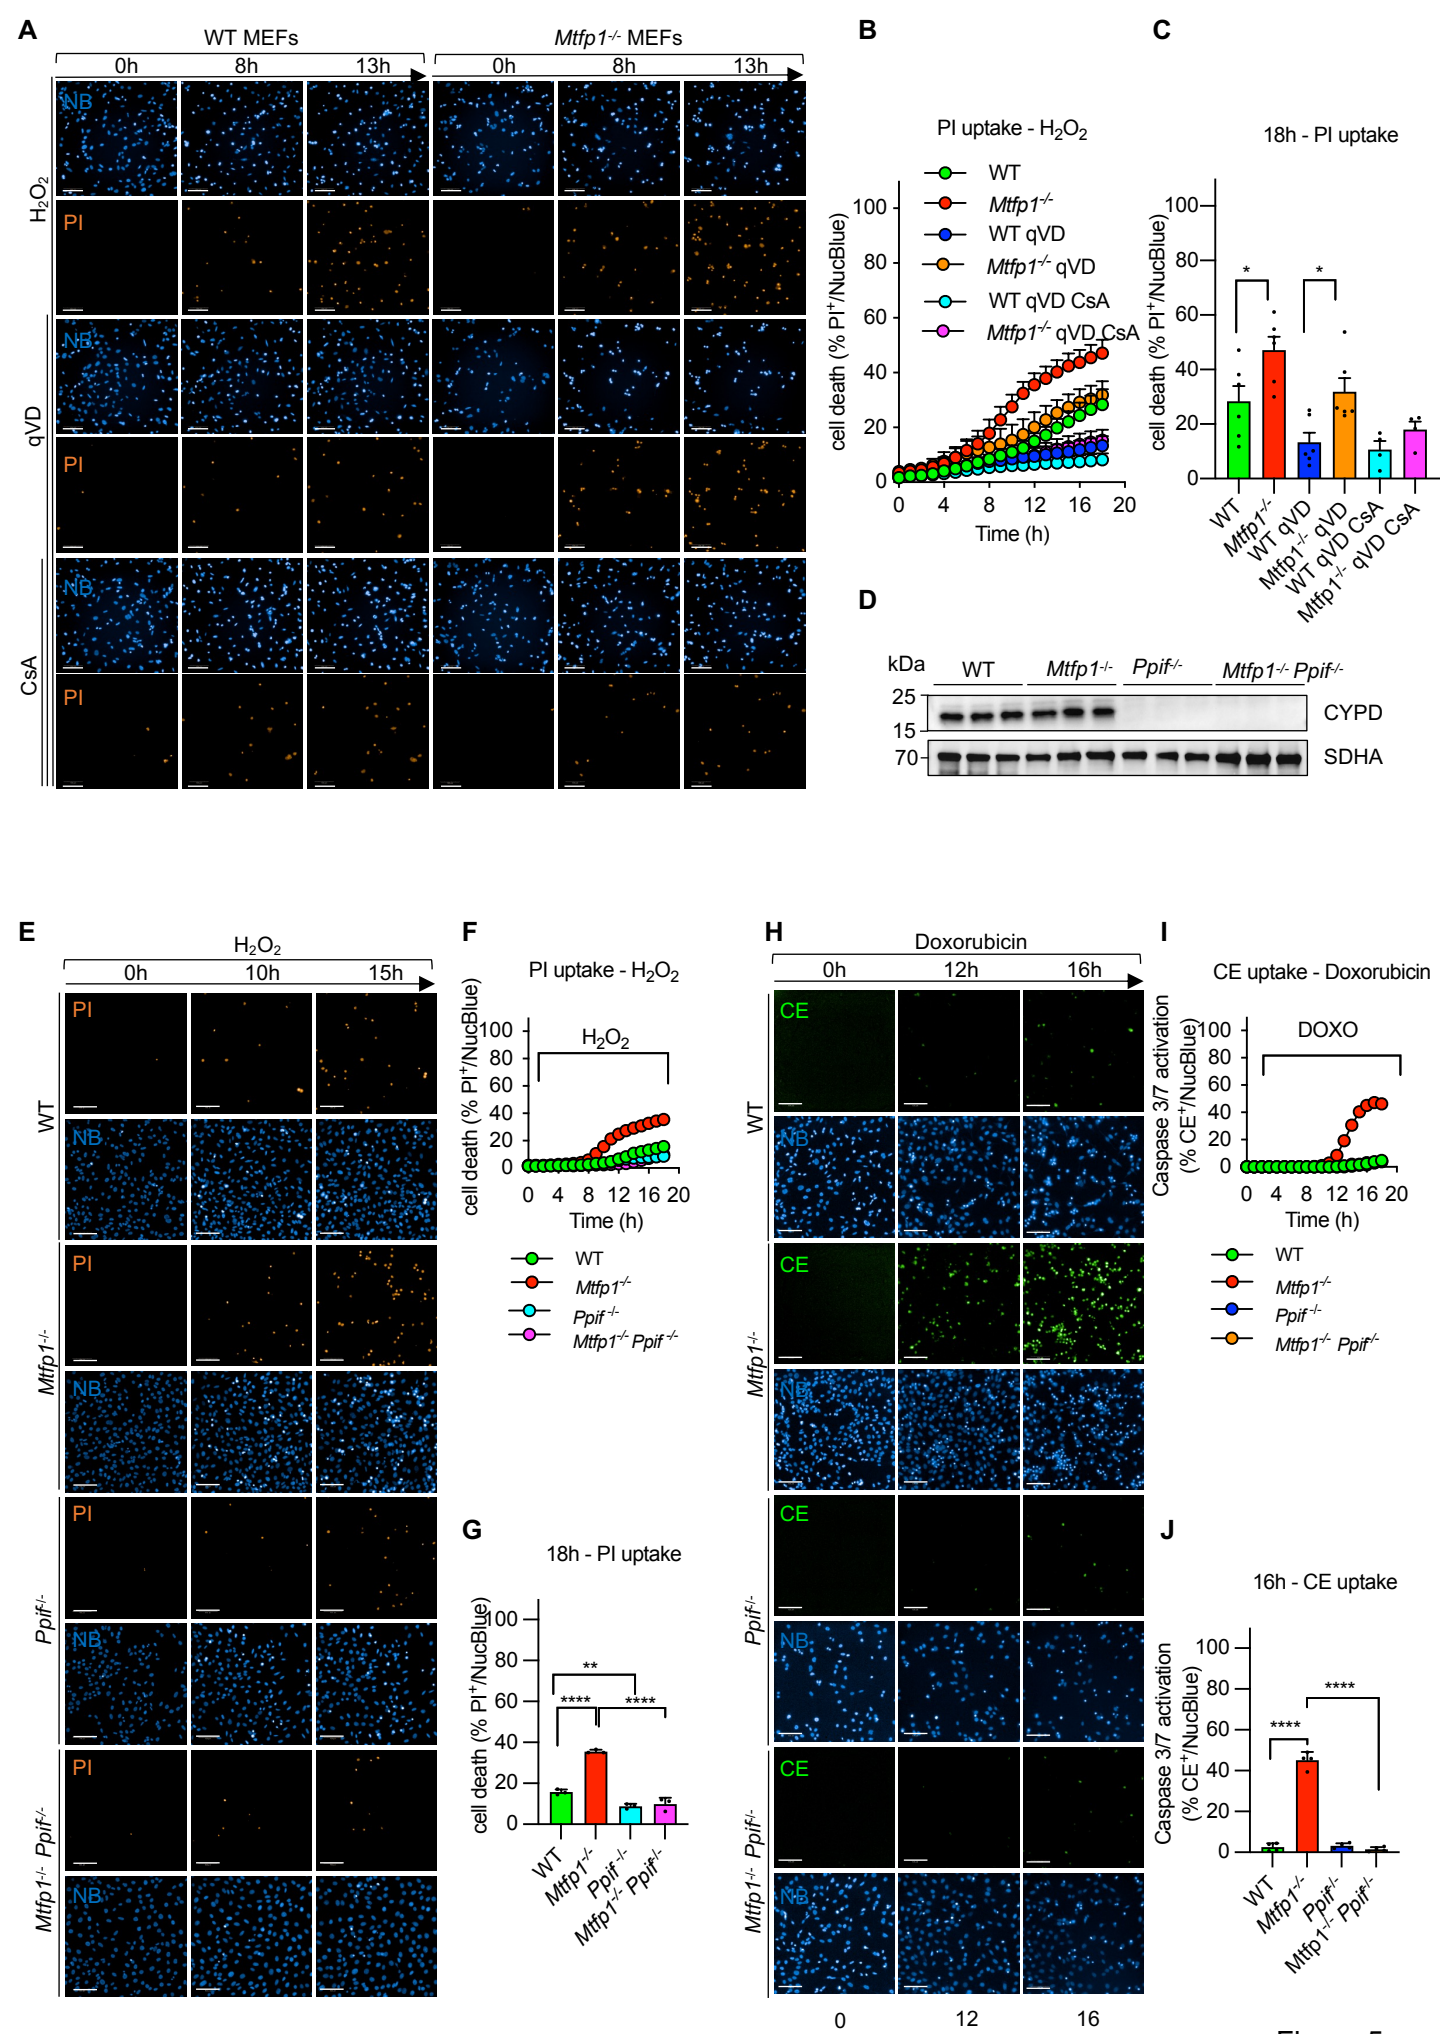 A
WT MEFs
Mtfp1-/- MEFs
0h 8h 13h 0h 8h 13h
H2O2
NB
PI
qVD
NB
PI
CsA
NB
PI
B
PI uptake - H2O2
WT
Mtfp1-/-
WT qVD
Mtfp1-/- qVD
WT qVD CsA
Mtfp1-/- qVD CsA
cell death (% PI+/NucBlue)
100
80
60
40
20
0
0 4 8 12 16 20
Time (h)
C
18h - PI uptake
cell death (% PI+/NucBlue)
100
80
60
40
20
0
* *
WT
Mtfp1-/-
WT qVD
Mtfp1-/- qVD
WT qVD CsA
Mtfp1-/- qVD CsA
D
kDa WT Mtfp1-/- Ppif-/- Mtfp1-/- Ppif-/-
25
15
CYPD
70
SDHA
E
H2O2
0h 10h 15h
WT
PI
NB
Mtfp1-/-
PI
NB
Ppif-/-
PI
NB
Mtfp1-/- Ppif-/-
PI
NB
F
PI uptake - H2O2
cell death (% PI+/NucBlue)
H2O2
100
80
60
40
20
0
0 4 8 12 16 20
Time (h)
WT
Mtfp1-/-
Ppif -/-
Mtfp1-/- Ppif -/-
G
18h - PI uptake
cell death (% PI+/NucBlue)
100
80
60
40
20
0
**
**** ****
WT
Mtfp1-/-
Ppif -/-
Mtfp1-/- Ppif-/-
H
Doxorubicin
0h 12h 16h
WT
CE
NB
Mtfp1-/-
CE
NB
Ppif-/-
CE
NB
Mtfp1-/- Ppif-/-
CE
NB
0 12 16
I
CE uptake - Doxorubicin
Caspase 3/7 activation
(% CE+/NucBlue)
DOXO
100
80
60
40
20
0
0 4 8 12 16 20
Time (h)
WT
Mtfp1-/-
Ppif -/-
Mtfp1-/- Ppif-/-
J
16h - CE uptake
Caspase 3/7 activation
(% CE+/NucBlue)
100
80
60
40
20
0
****
****
WT
Mtfp1-/-
Ppif-/-
Mtfp1-/- Ppif-/-